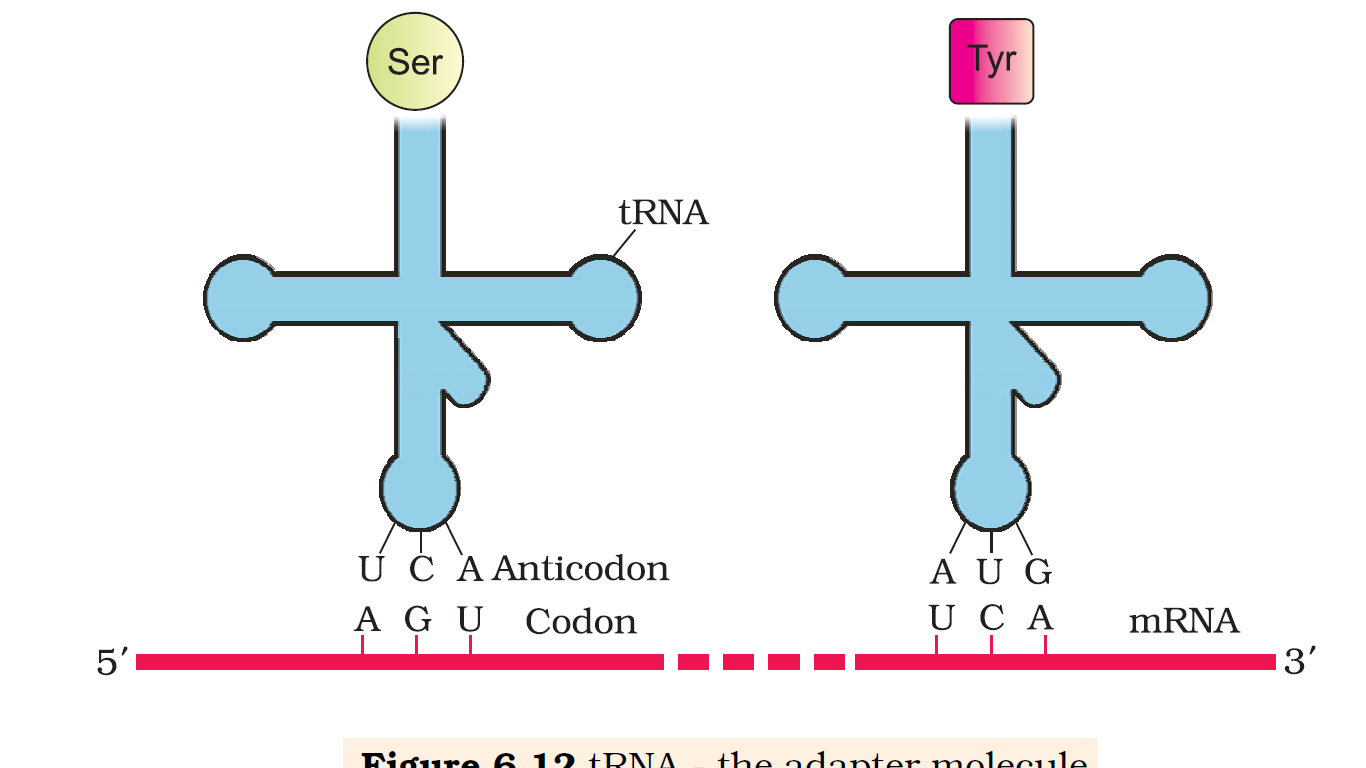 Ser Tyr
tRNA
U C A Anticodon A U G
A G U Codon U C A mRNA
5′ 3′
Figure 6.12 tRNA - the adapter molecule